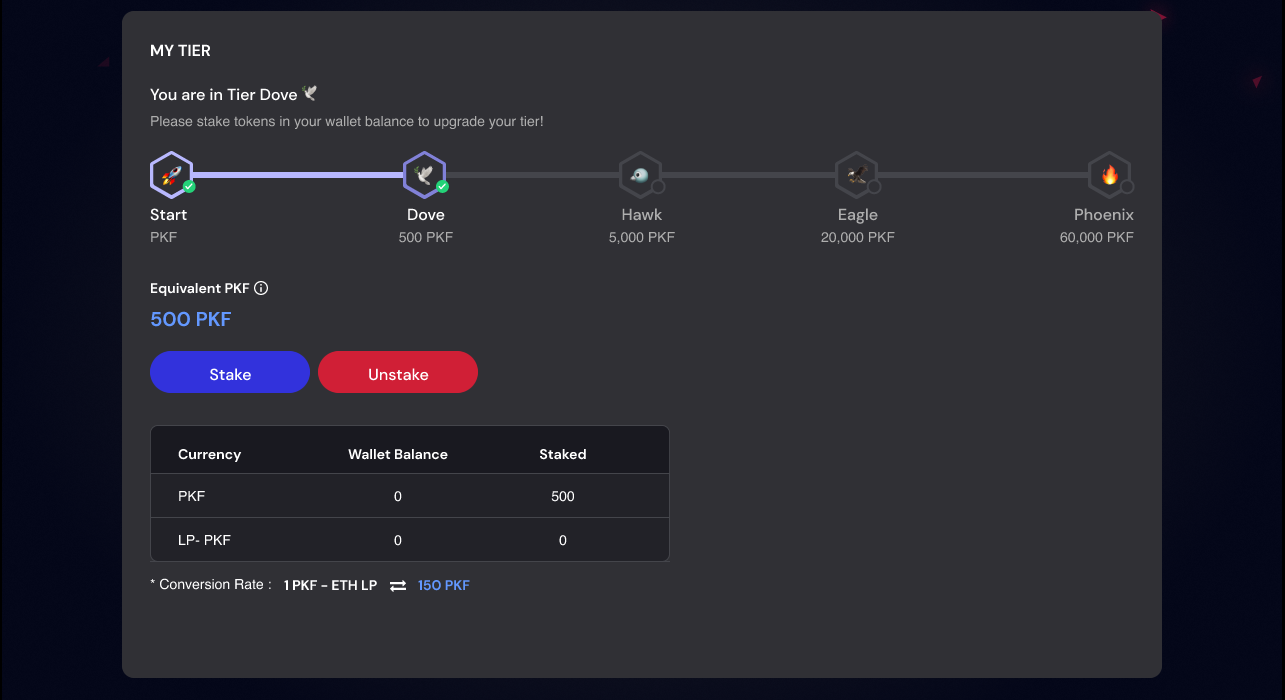 MY TIER
You are in Tier Dove 🕊
Please stake tokens in your wallet balance to upgrade your tier!
Start Dove Hawk Eagle Phoenix
PKF 500 PKF 5,000 PKF 20,000 PKF 60,000 PKF
Equivalent PKF
500 PKF
Stake Unstake
Currency Wallet Balance Staked
PKF 0 500
LP- PKF 0 0
* Conversion Rate : 1 PKF - ETH LP ⇌ 150 PKF